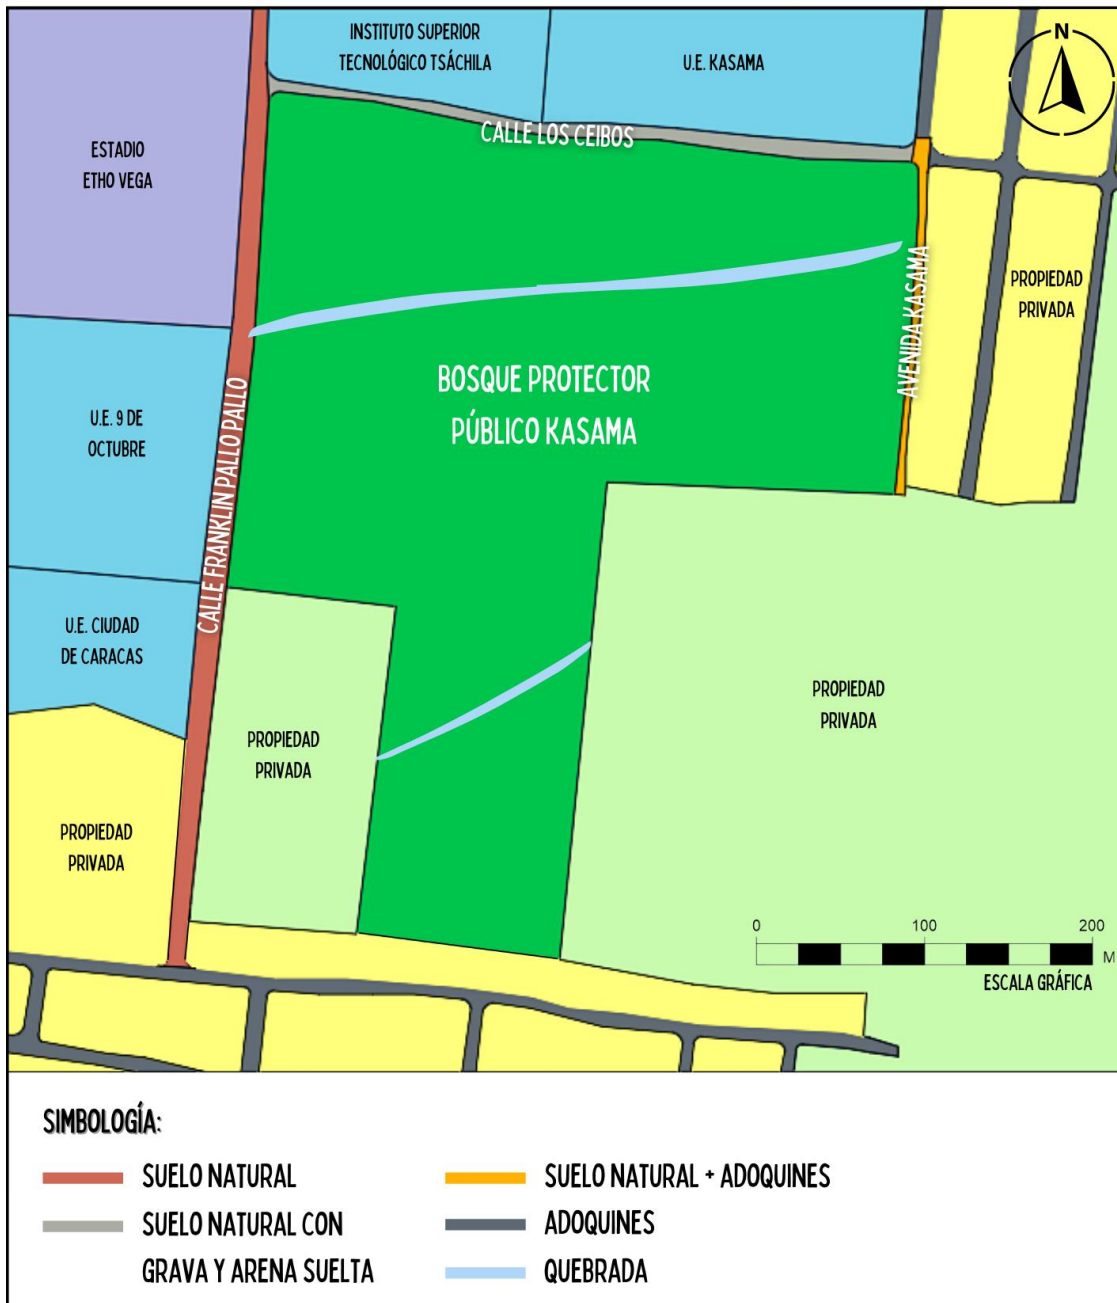 INSTITUTO SUPERIOR
TECNOLÓGICO TSÁCHILA
U.E. KASAMA
N
ESTADIO
ETHO VEGA
CALLE LOS CEIBOS
PROPIEDAD
PRIVADA
AVENIDA KASAMA
BOSQUE PROTECTOR
PÚBLICO KASAMA
U.E. 9 DE
OCTUBRE
CALLE FRANKLIN PALLO PALLO
U.E. CIUDAD
DE CARACAS
PROPIEDAD
PRIVADA
PROPIEDAD
PRIVADA
PROPIEDAD
PRIVADA
0 100 200
M
ESCALA GRÁFICA
SIMBOLOGÍA:
SUELO NATURAL
SUELO NATURAL CON
GRAVA Y ARENA SUELTA
SUELO NATURAL + ADOQUINES
ADOQUINES
QUEBRADA